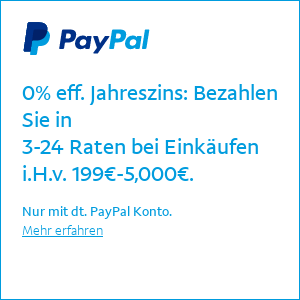 PayPal
0% eff. Jahreszins: Bezahlen
Sie in
3-24 Raten bei Einkäufen
i.H.v. 199€-5,000€.
Nur mit dt. PayPal Konto.
Mehr erfahren